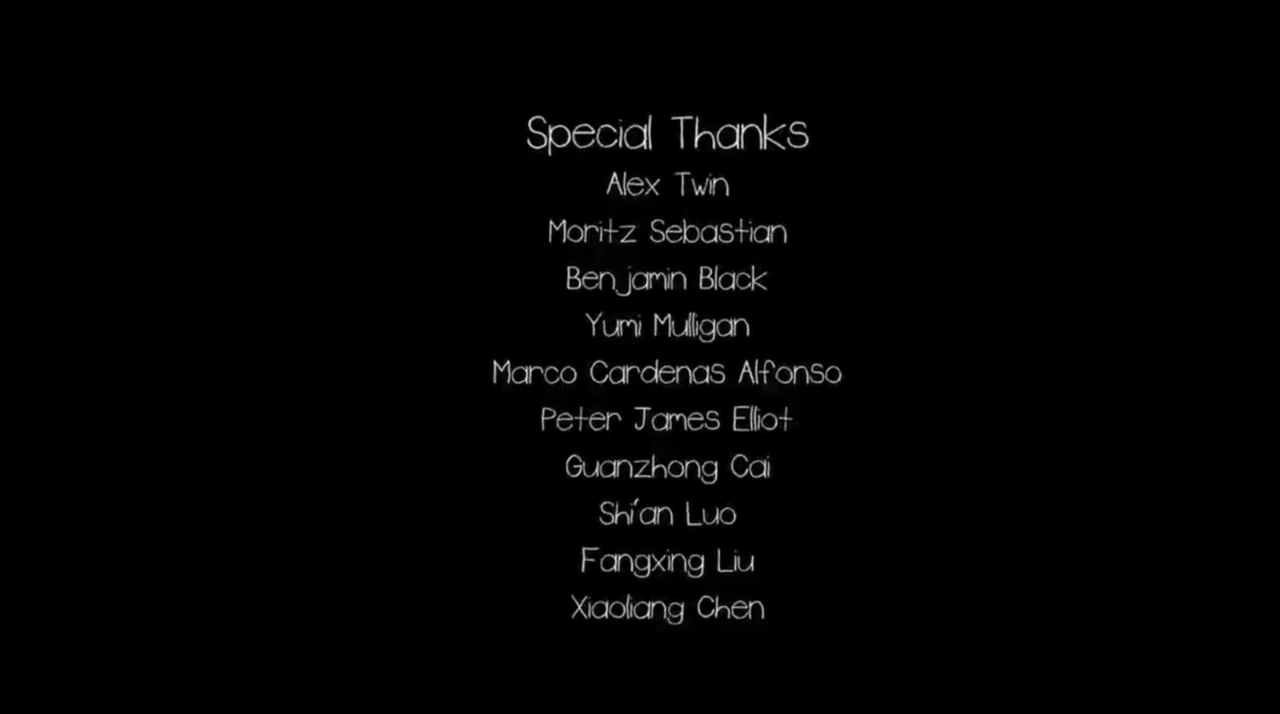 Special Thanks
Alex Twin
Moritz Sebastian
Benjamin Black
Yumi Mulligan
Marco Cardenas Alfonso
Peter James Elliot
Guanzhong Cai
Shi'an Luo
Fangxing Liu
Xiaoliang Chen